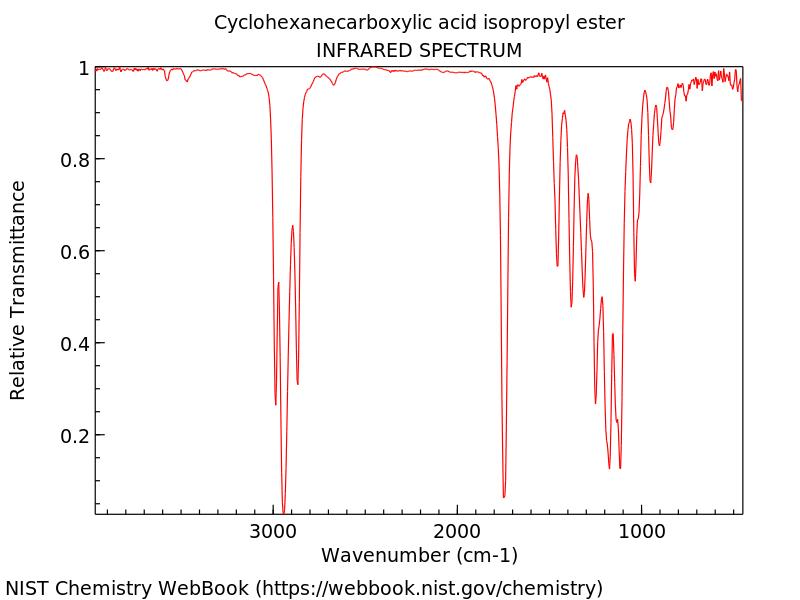 Cyclohexanecarboxylic acid isopropyl ester
INFRARED SPECTRUM
1
0.8
0.6
0.4
0.2
Relative Transmittance
3000 2000 1000
Wavenumber (cm-1)
NIST Chemistry WebBook (https://webbook.nist.gov/chemistry)